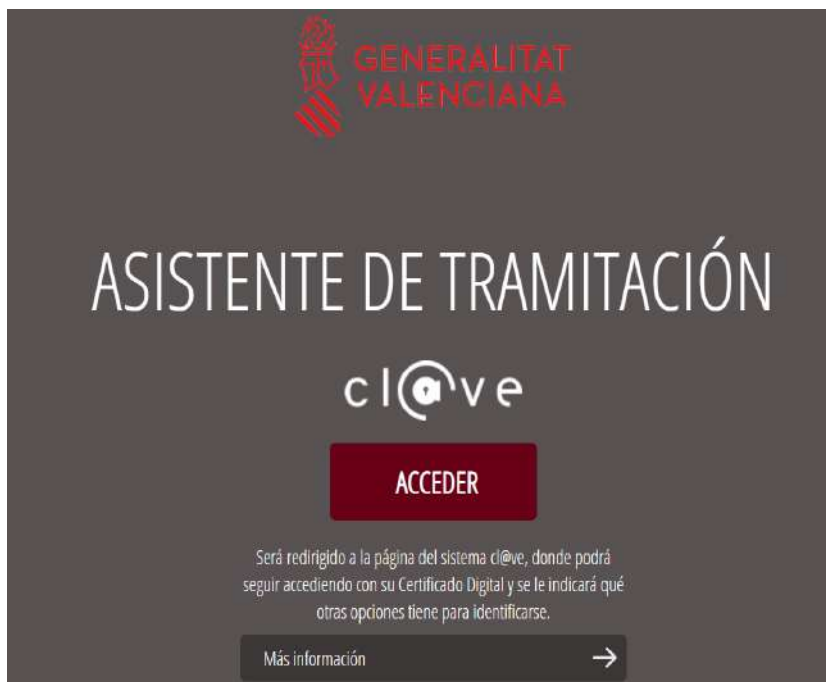 GENERALITAT
VALENCIANA
ASISTENTE DE TRAMITACIÓN
cl@ve
ACCEDER
Será redirigido a la página del sistema cl@ve, donde podrá
seguir accediendo con su Certificado Digital y se le indicará qué
otras opciones tiene para identificarse.
Más información